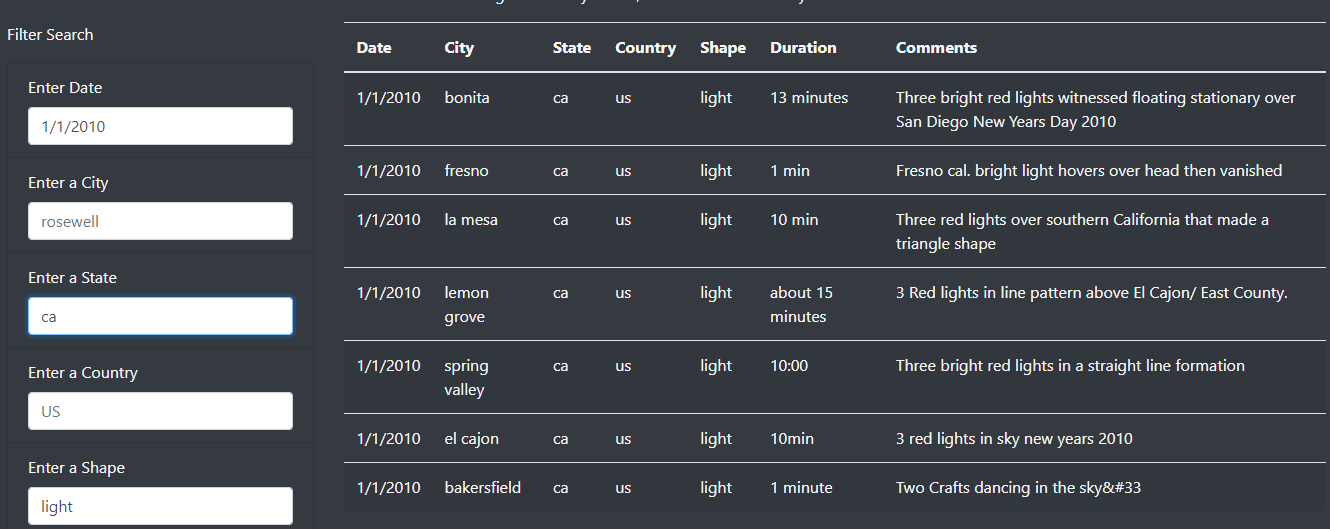 Filter Search
Enter Date
1/1/2010
Enter a City
rosewell
Enter a State
ca
Enter a Country
US
Enter a Shape
light
Date City State Country Shape Duration Comments
1/1/2010 bonita ca us light 13 minutes Three bright red lights witnessed floating stationary over
San Diego New Years Day 2010
1/1/2010 fresno ca us light 1 min Fresno cal. bright light hovers over head then vanished
1/1/2010 la mesa ca us light 10 min Three red lights over southern California that made a
triangle shape
1/1/2010 lemon ca us light about 15 3 Red lights in line pattern above El Cajon/ East County.
grove minutes
1/1/2010 spring ca us light 10:00 Three bright red lights in a straight line formation
valley
1/1/2010 el cajon ca us light 10min 3 red lights in sky new years 2010
1/1/2010 bakersfield ca us light 1 minute Two Crafts dancing in the sky&#33